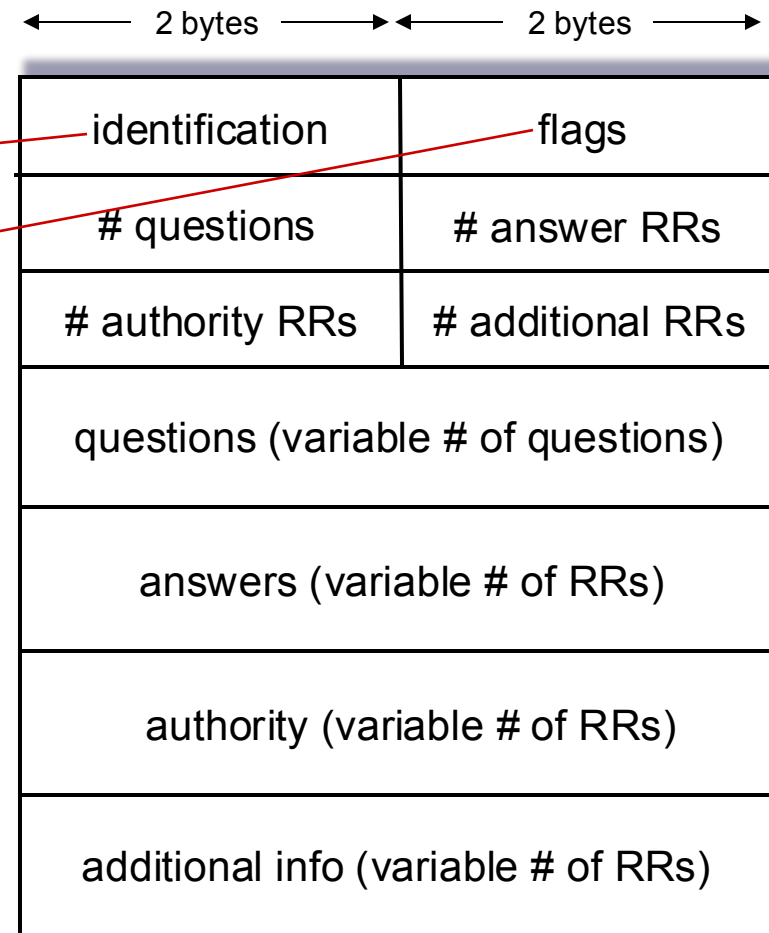 2 bytes 2 bytes
identification flags
# questions # answer RRs
# authority RRs # additional RRs
questions (variable # of questions)
answers (variable # of RRs)
authority (variable # of RRs)
additional info (variable # of RRs)